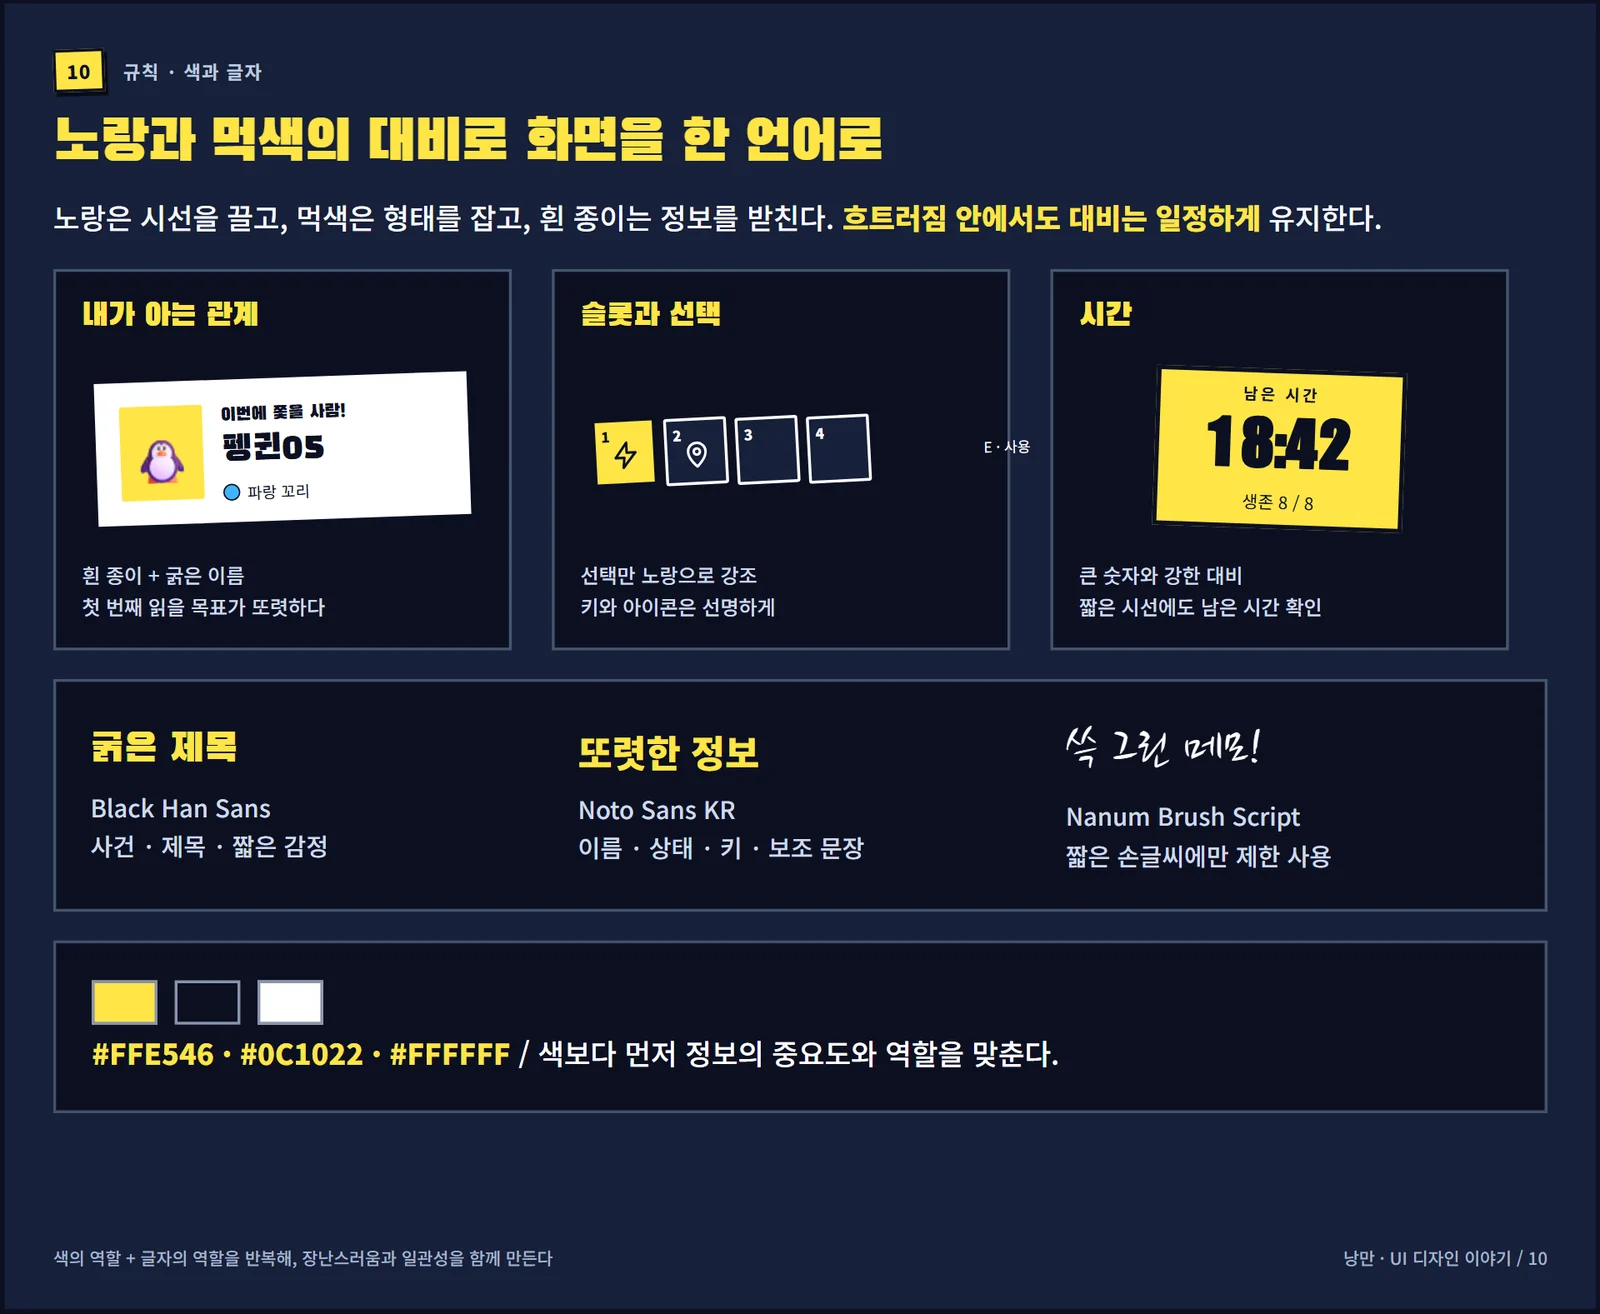 10
규칙 · 색과 글자
노랑과 먹색의 대비로 화면을 한 언어로
노랑은 시선을 끌고, 먹색은 형태를 잡고, 흰 종이는 정보를 받친다. 흐트러짐 안에서도 대비는 일정하게 유지한다.
내가 아는 관계
이번에 쫓을 사람!
펭귄05
파랑 꼬리
흰 종이 + 굵은 이름
첫 번째 읽을 목표가 또렷하다
슬롯과 선택
1
2
3
4
E · 사용
선택만 노랑으로 강조
키와 아이콘은 선명하게
시간
남은 시간
18:42
생존 8 / 8
큰 숫자와 강한 대비
짧은 시선에도 남은 시간 확인
굵은 제목
Black Han Sans
사건 · 제목 · 짧은 감정
또렷한 정보
Noto Sans KR
이름 · 상태 · 키 · 보조 문장
쓱 그린 메모!
Nanum Brush Script
짧은 손글씨에만 제한 사용
#FFE546 · #0C1022 · #FFFFFF / 색보다 먼저 정보의 중요도와 역할을 맞춘다.
색의 역할 + 글자의 역할을 반복해, 장난스러움과 일관성을 함께 만든다
낭만 · UI 디자인 이야기 / 10